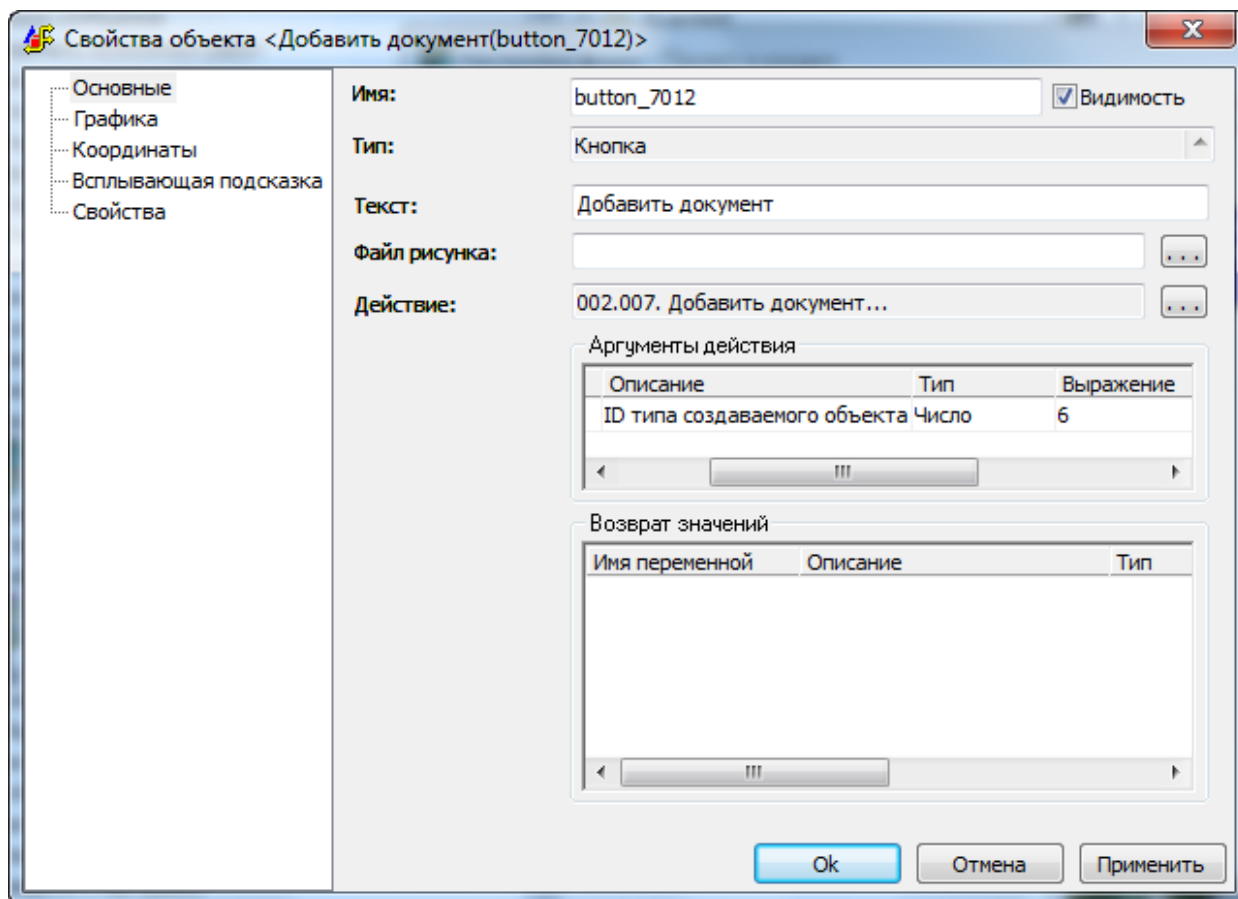 Свойства объекта <Добавить документ(button_7012)>
Основные
Графика
Координаты
Всплывающая подсказка
Свойства
Имя: button_7012 Видимость
Тип: Кнопка
Текст: Добавить документ
Файл рисунка: ...
Действие: 002.007. Добавить документ... ...
Аргументы действия
Описание Тип Выражение
ID типа создаваемого объекта Число 6
Возврат значений
Имя переменной Описание Тип
Ok Отмена Применить